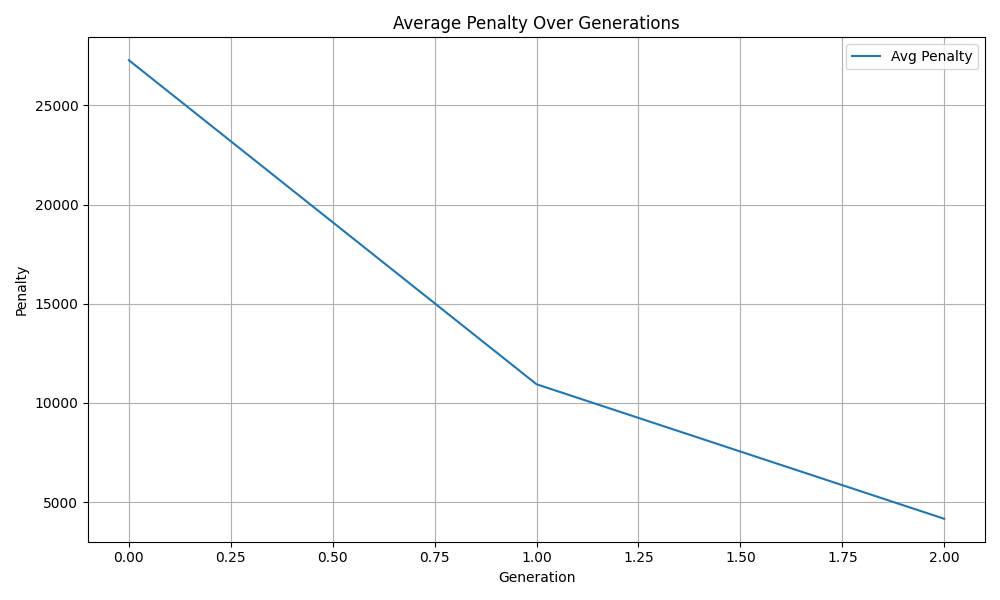 Average Penalty Over Generations
Avg Penalty
25000
20000
15000
10000
5000
Penalty
0.00 0.25 0.50 0.75 1.00 1.25 1.50 1.75 2.00
Generation